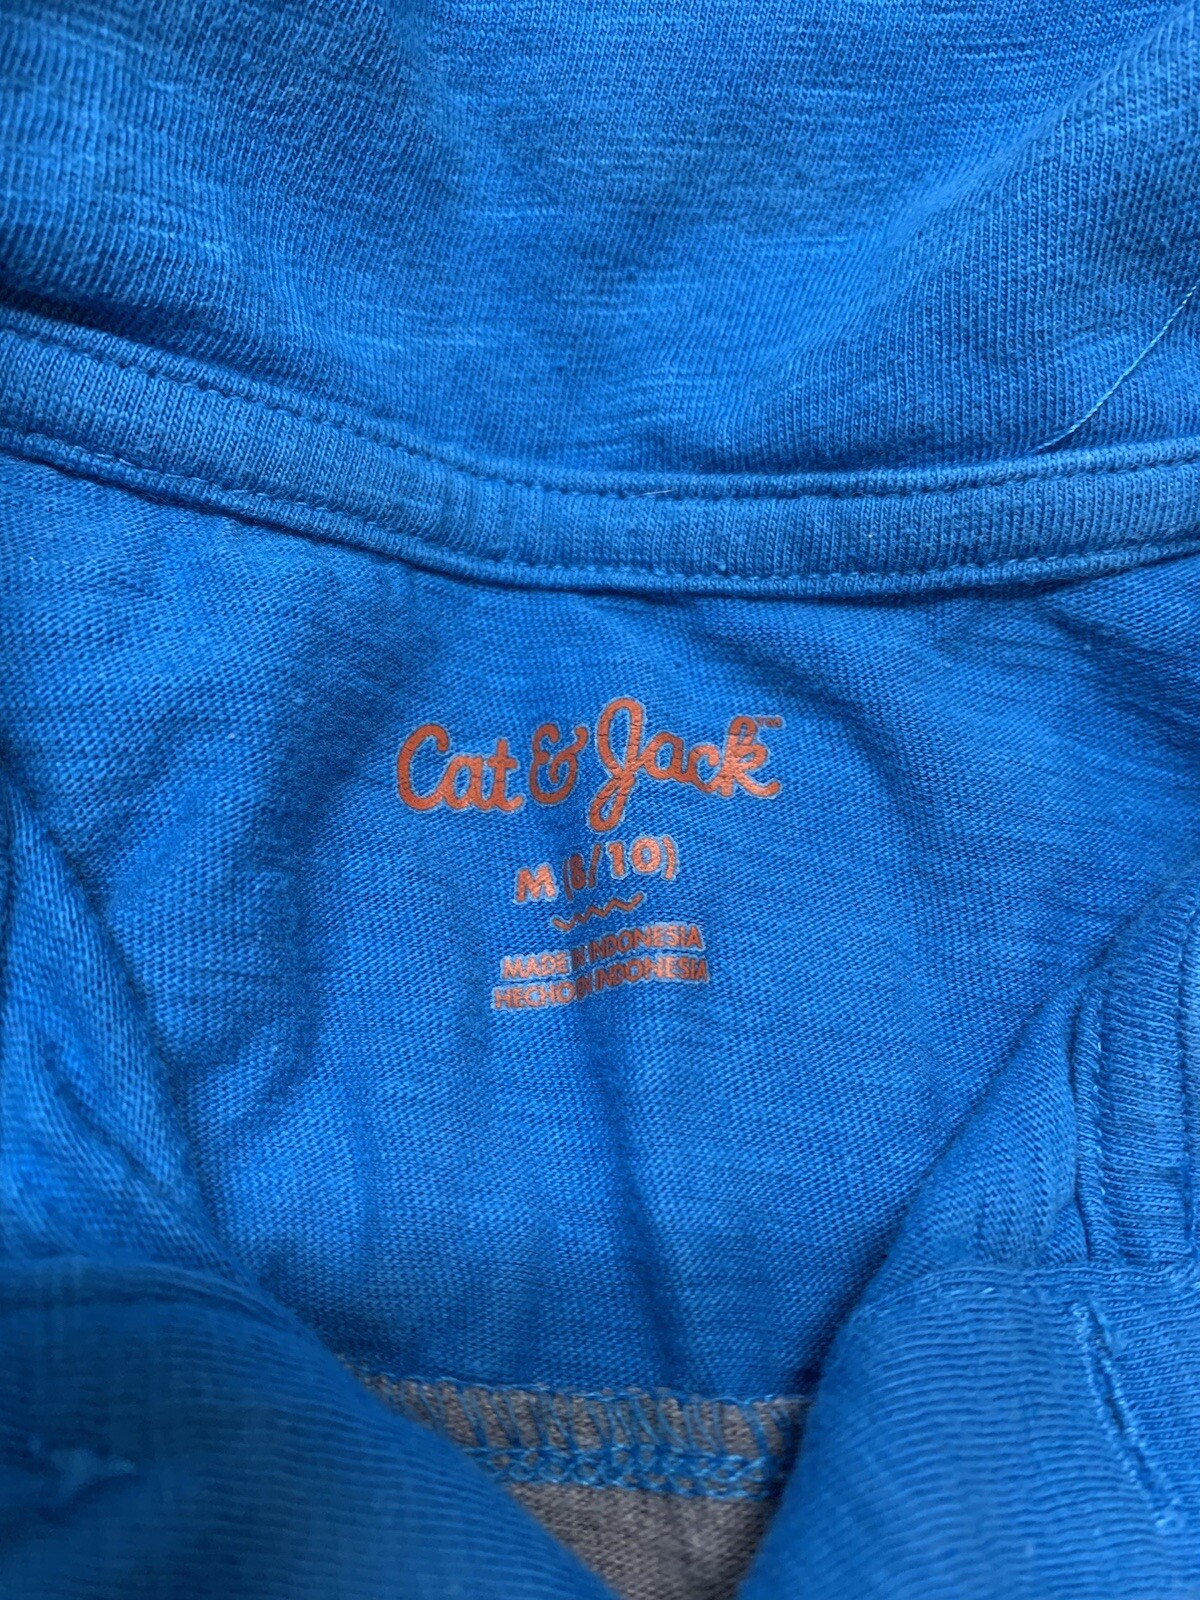 Cat & Jack™
M (8/10)
MADE IN INDONESIA
HECHO EN INDONESIA